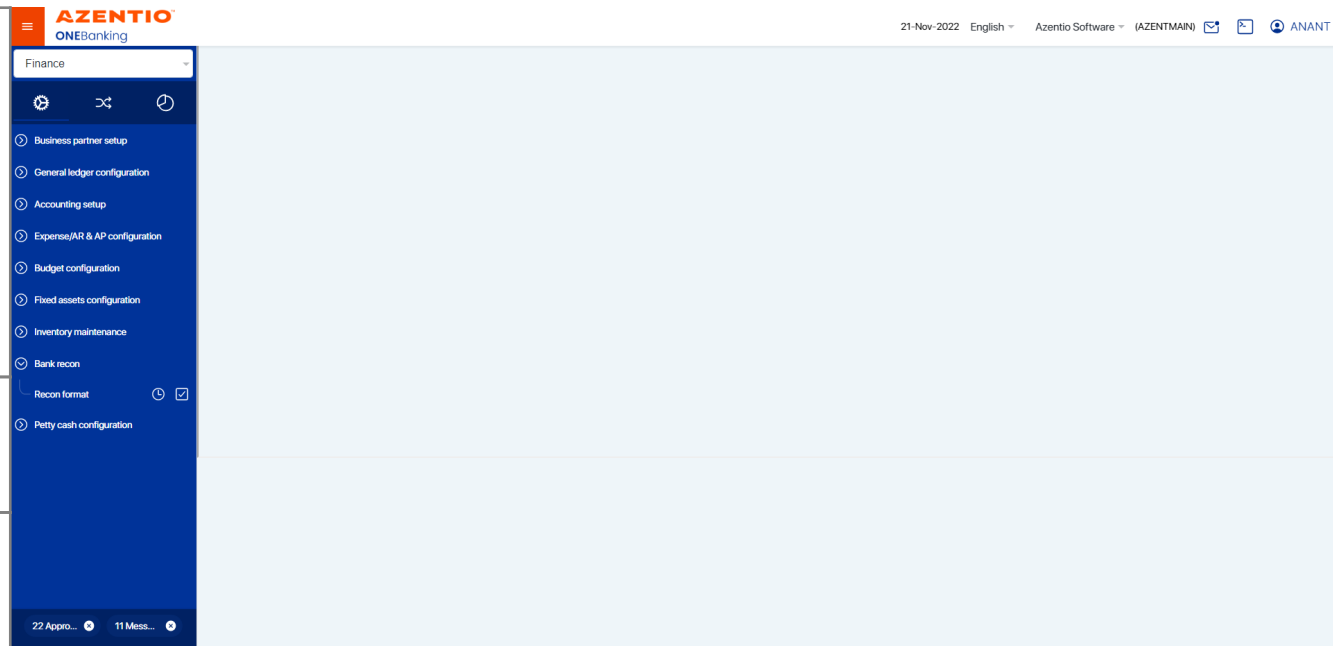 AZENTIO™
ONEBanking
21-Nov-2022 English Azentio Software (AZENTMAIN) ANANT
Finance
Business partner setup
General ledger configuration
Accounting setup
Expense/AR & AP configuration
Budget configuration
Fixed assets configuration
Inventory maintenance
Bank recon
Recon format
Petty cash configuration
22 Appro... 11 Mess...